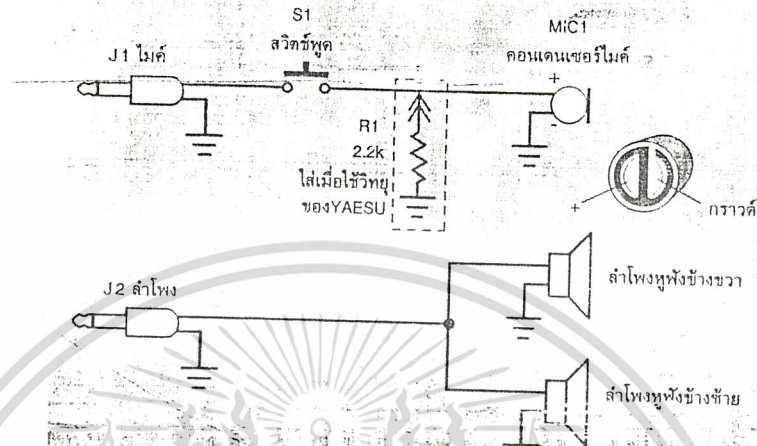 S1
สวิตช์พูด
J1 ไมค์
MiC1
คอนเดนเซอร์ไมค์
+
-
R1
2.2k
ใส่เมื่อใช้วิทยุ
ของYAESU
+
กราวด์
J2 ลำโพง
ลำโพงหูฟังข้างขวา
ลำโพงหูฟังข้างซ้าย